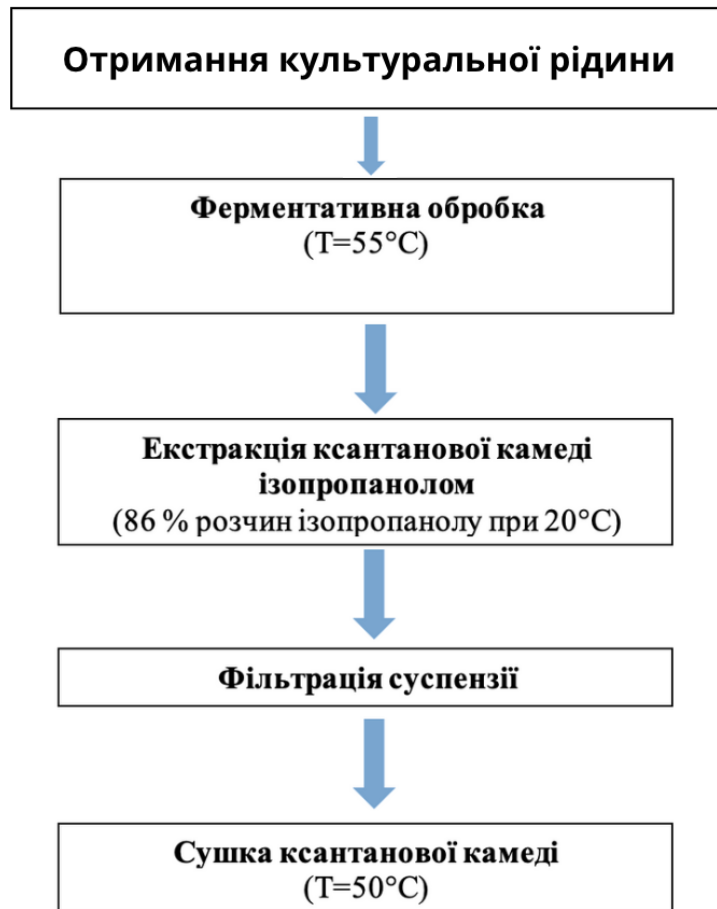 Отримання культуральної рідини
Ферментативна обробка
(T=55°C)
Екстракція ксантанової камеді
ізопропанолом
(86 % розчин ізопропанолу при 20°C)
Фільтрація суспензії
Сушка ксантанової камеді
(T=50°C)